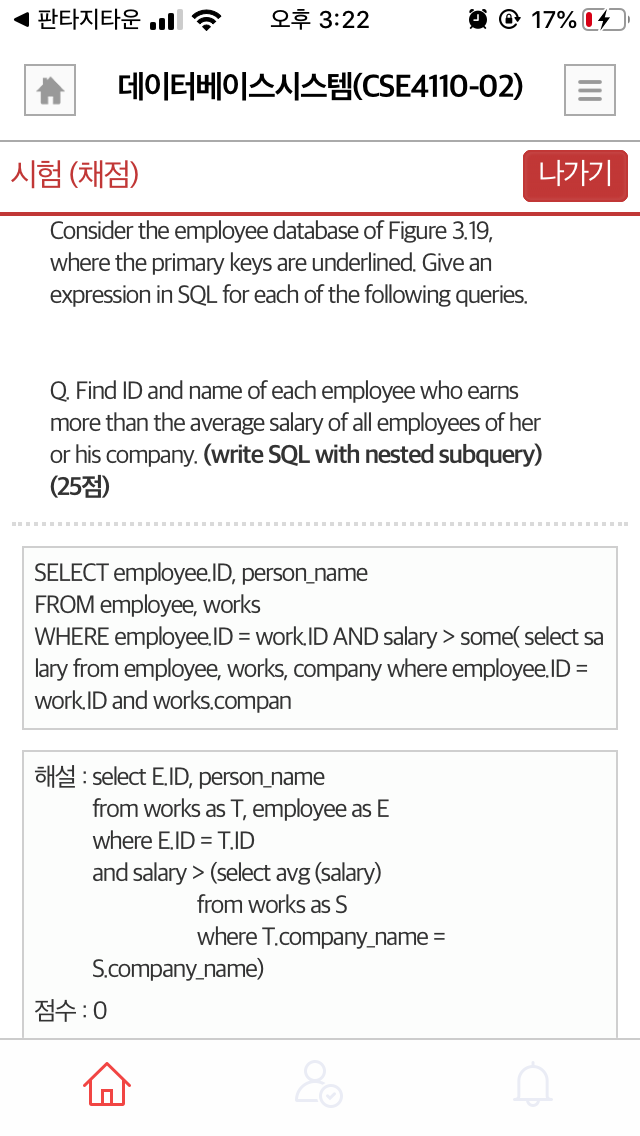 ◀ 판타지타운 오후 3:22 17%
데이터베이스시스템(CSE4110-02)
시험 (채점) 나가기
Consider the employee database of Figure 3.19,
where the primary keys are underlined. Give an
expression in SQL for each of the following queries.
Q. Find ID and name of each employee who earns
more than the average salary of all employees of her
or his company. (write SQL with nested subquery)
(25점)
SELECT employee.ID, person_name
FROM employee, works
WHERE employee.ID = work.ID AND salary > some( select sa
lary from employee, works, company where employee.ID =
work.ID and works.compan
해설 : select E.ID, person_name
from works as T, employee as E
where E.ID = T.ID
and salary > (select avg (salary)
from works as S
where T.company_name =
S.company_name)
점수 : 0